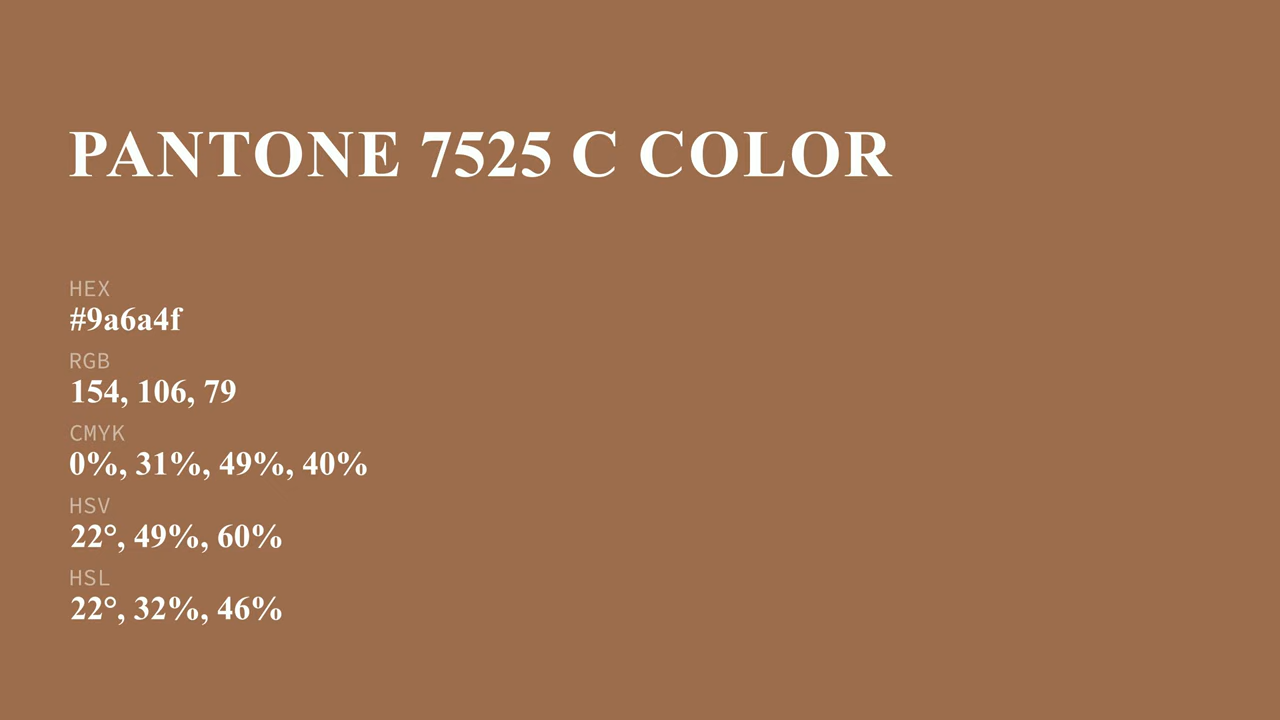 PANTONE 7525 C COLOR
HEX
#9a6a4f
RGB
154, 106, 79
CMYK
0%, 31%, 49%, 40%
HSV
22°, 49%, 60%
HSL
22°, 32%, 46%